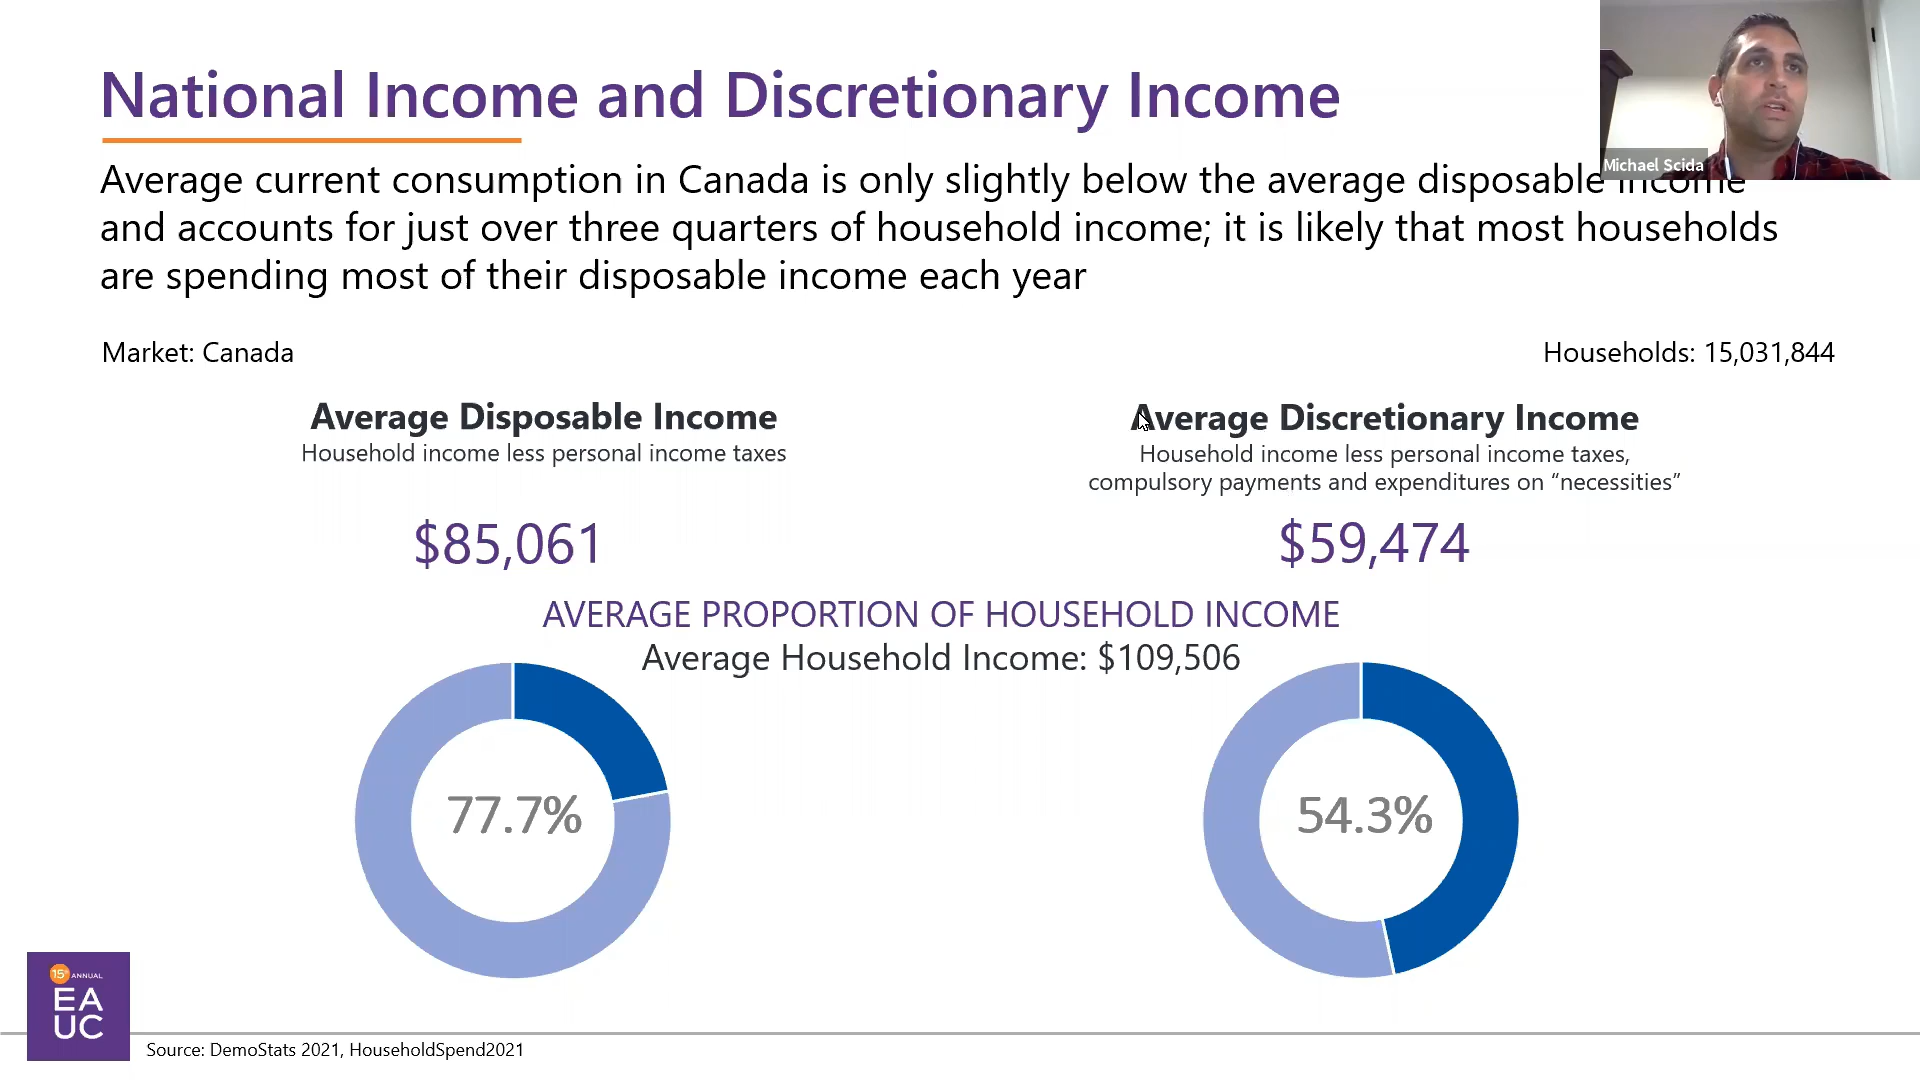 National Income and Discretionary Income
Michael Scida
Average current consumption in Canada is only slightly below the average disposable income
and accounts for just over three quarters of household income; it is likely that most households
are spending most of their disposable income each year
Market: Canada
Households: 15,031,844
Average Disposable Income
Household income less personal income taxes
$85,061
Average Discretionary Income
Household income less personal income taxes,
compulsory payments and expenditures on “necessities”
$59,474
AVERAGE PROPORTION OF HOUSEHOLD INCOME
Average Household Income: $109,506
77.7%
54.3%
15th ANNUAL
EA
UC
Source: DemoStats 2021, HouseholdSpend2021